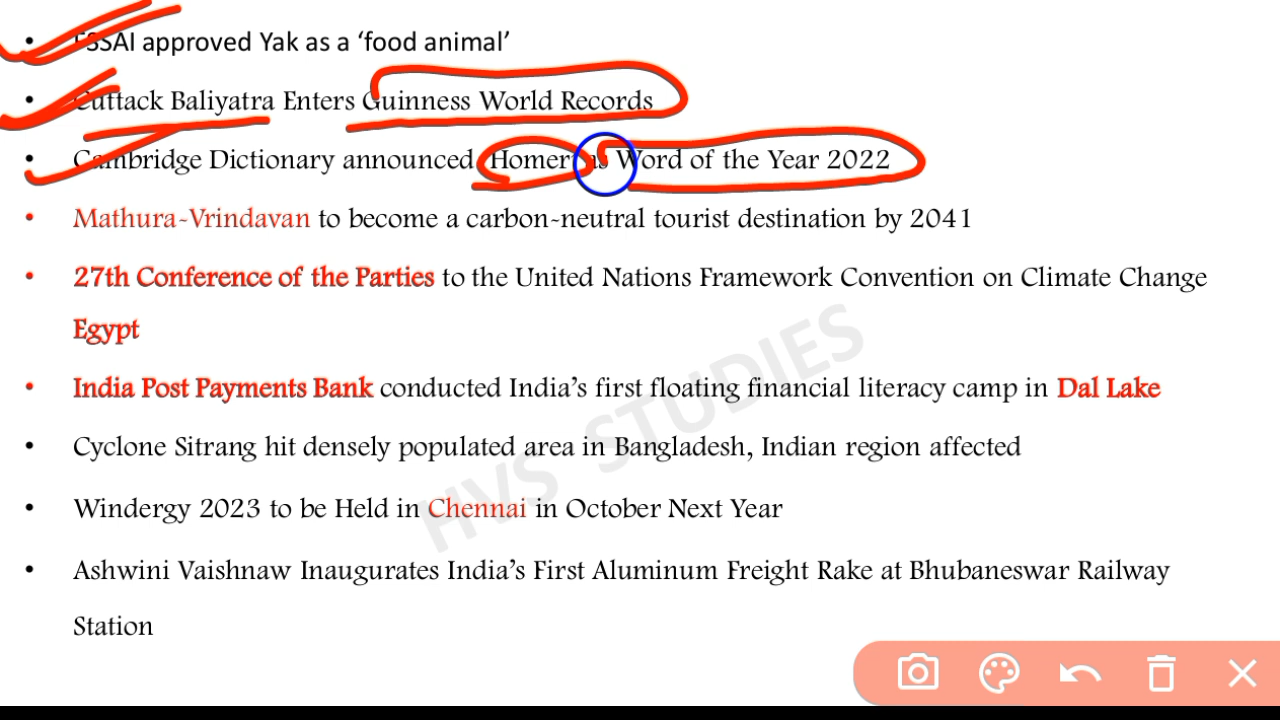 • FSSAI approved Yak as a ‘food animal’
• Cuttack Baliyatra Enters Guinness World Records
• Cambridge Dictionary announced Homer as Word of the Year 2022
• Mathura-Vrindavan to become a carbon-neutral tourist destination by 2041
• 27th Conference of the Parties to the United Nations Framework Convention on Climate Change
Egypt
• India Post Payments Bank conducted India’s first floating financial literacy camp in Dal Lake
• Cyclone Sitrang hit densely populated area in Bangladesh, Indian region affected
• Windergy 2023 to be Held in Chennai in October Next Year
• Ashwini Vaishnaw Inaugurates India’s First Aluminum Freight Rake at Bhubaneswar Railway
Station
HVS STUDIES